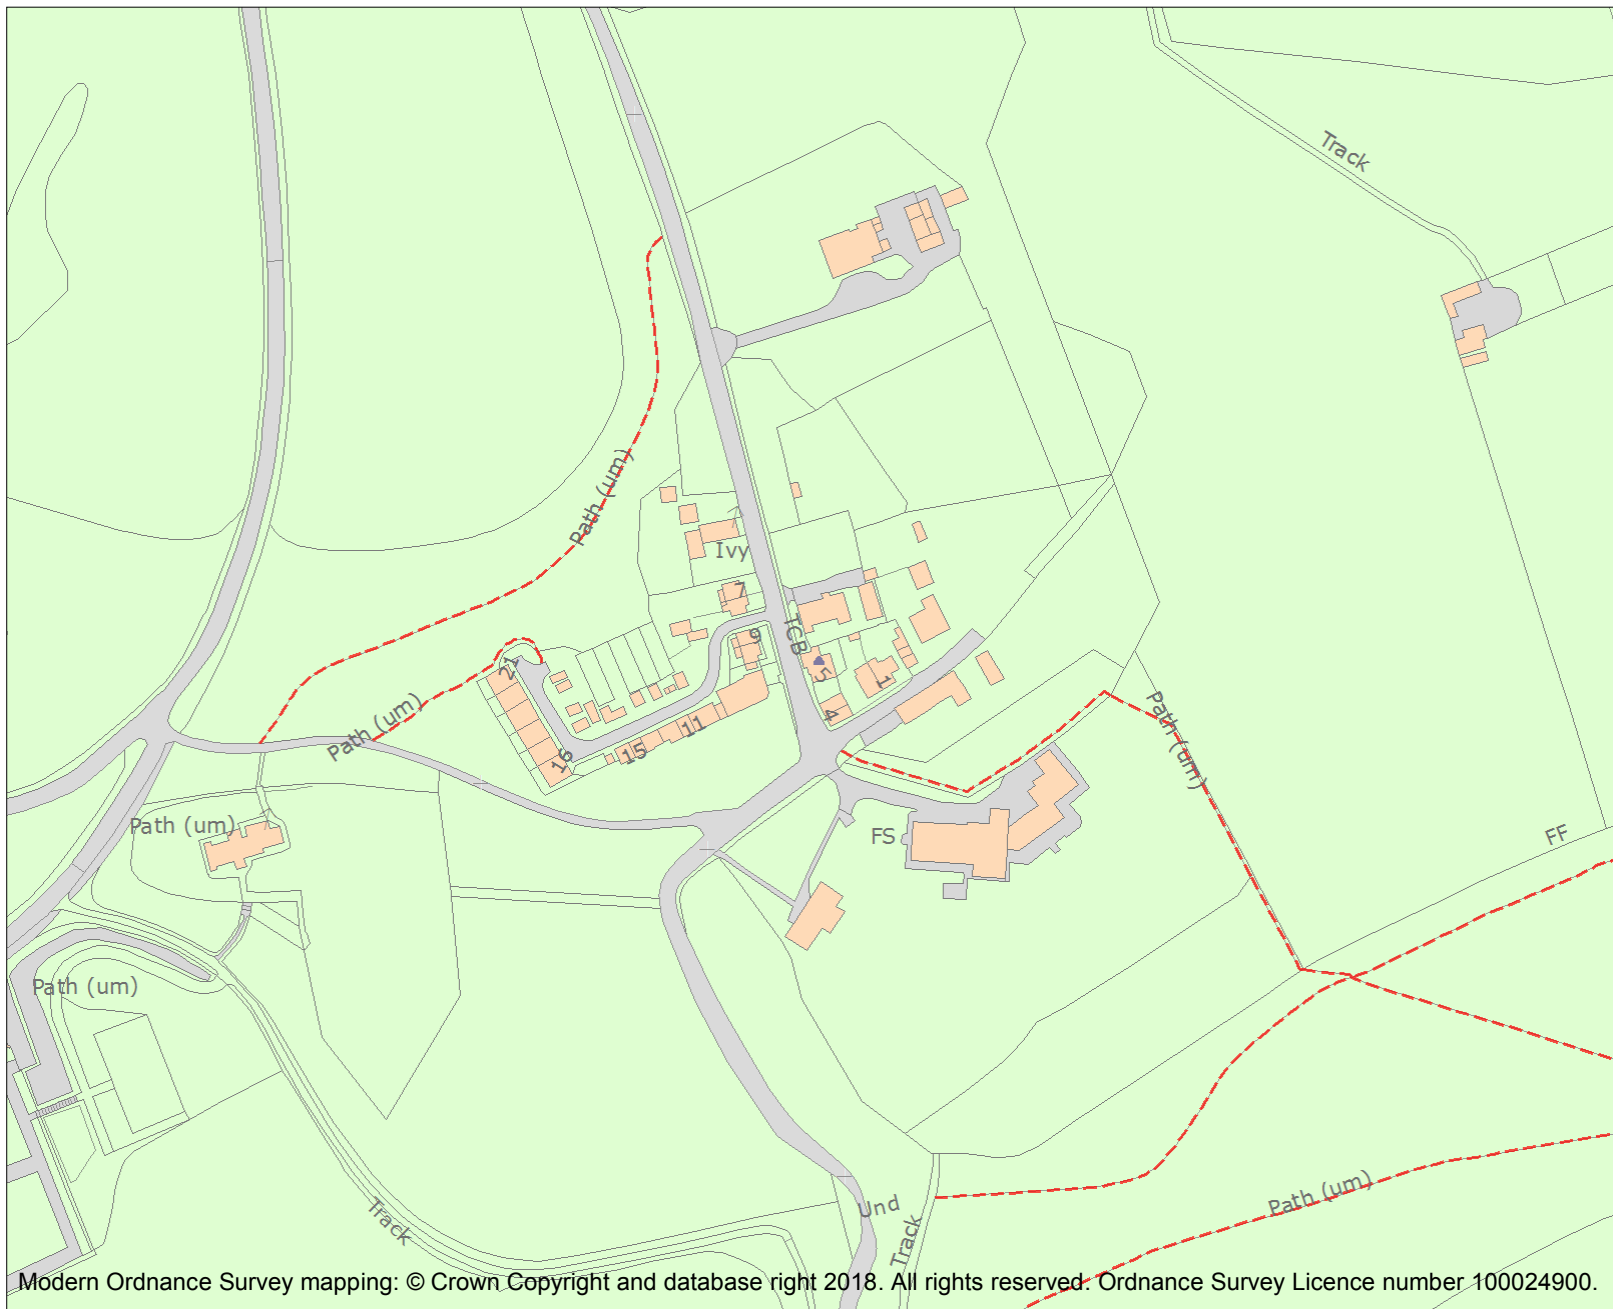 Track
Path (um)
Ivy
7
TCB
9
21
5
1
Path (um)
4
Path (um)
11
15
16
Path (um)
FS
FF
Path (um)
Path (um)
Und
Track
Track
Modern Ordnance Survey mapping: © Crown Copyright and database right 2018. All rights reserved. Ordnance Survey Licence number 100024900.